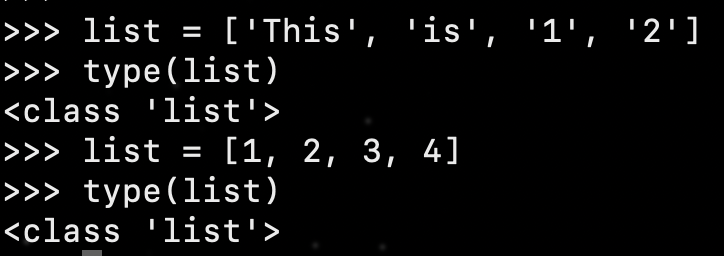 >>> list = ['This', 'is', '1', '2']
>>> type(list)
<class 'list'>
>>> list = [1, 2, 3, 4]
>>> type(list)
<class 'list'>